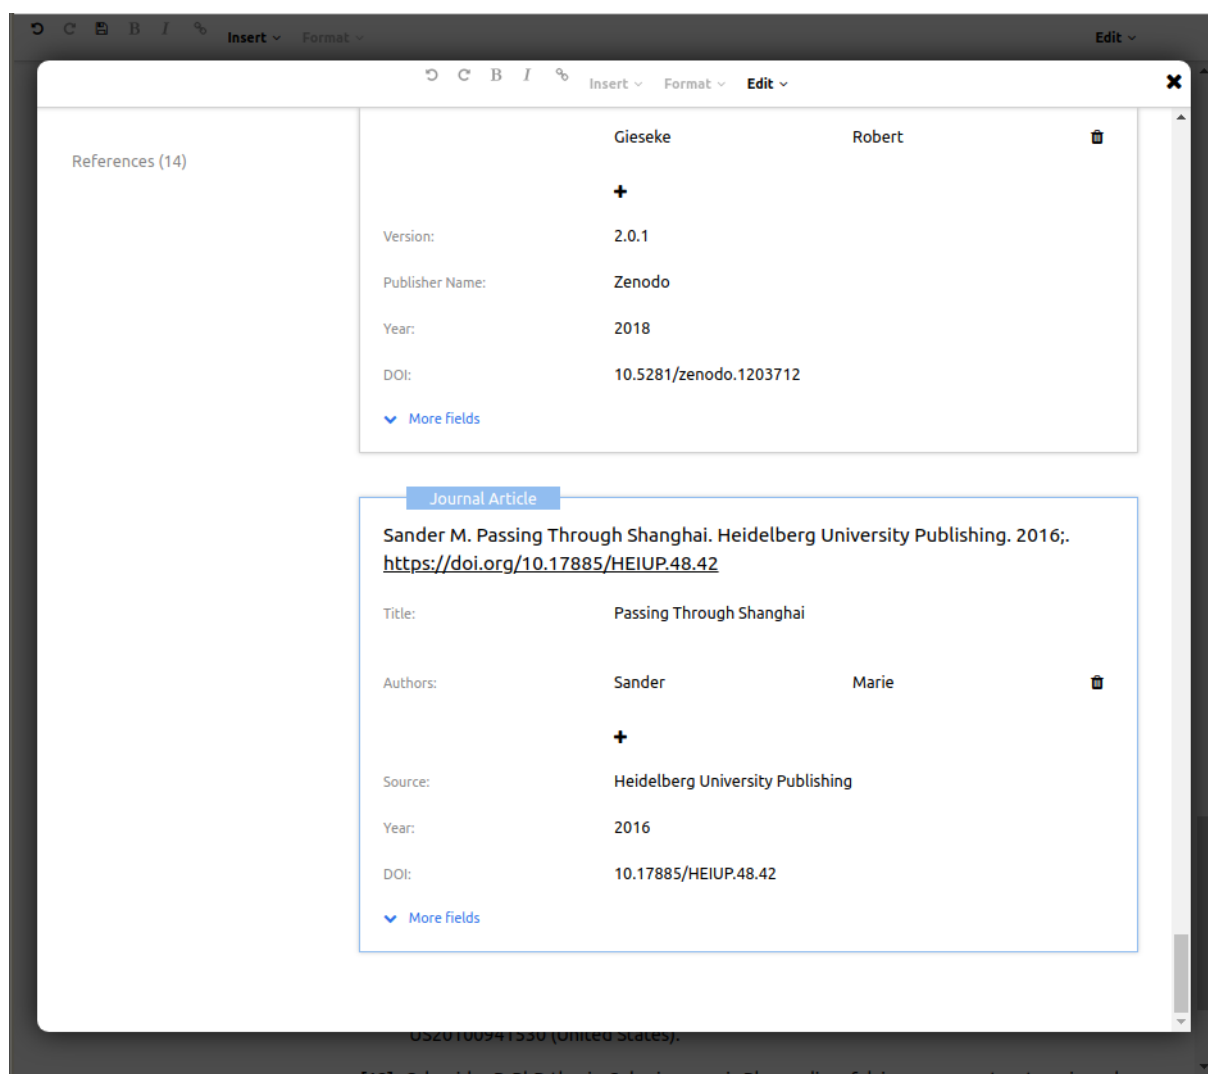 B I Insert Format Edit
B I Insert Format Edit
References (14)
Gieseke Robert
Version: 2.0.1
Publisher Name: Zenodo
Year: 2018
DOI: 10.5281/zenodo.1203712
More fields
Journal Article
Sander M. Passing Through Shanghai. Heidelberg University Publishing. 2016;.
https://doi.org/10.17885/HEIUP.48.42
Title: Passing Through Shanghai
Authors: Sander Marie
Source: Heidelberg University Publishing
Year: 2016
DOI: 10.17885/HEIUP.48.42
More fields
US20100941530 (United States).